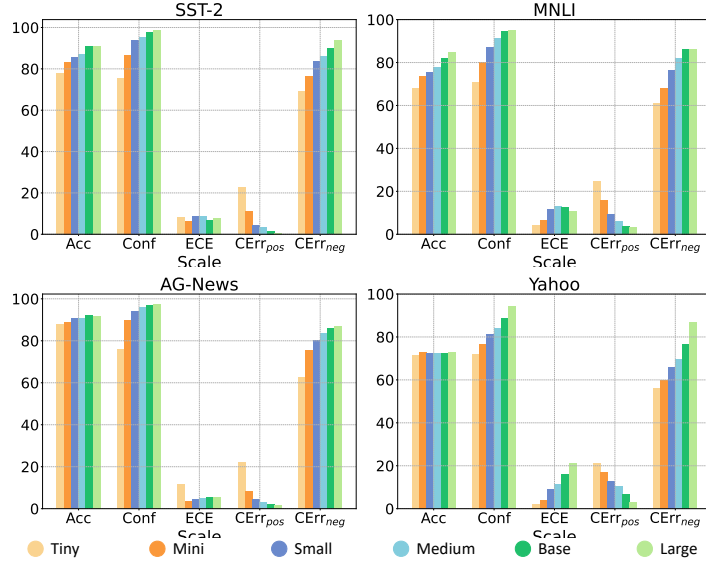 SST-2
100
80
60
40
20
0
Acc Conf ECE CErr_pos CErr_neg
Scale
MNLI
100
80
60
40
20
0
Acc Conf ECE CErr_pos CErr_neg
Scale
AG-News
100
80
60
40
20
0
Acc Conf ECE CErr_pos CErr_neg
Scale
Yahoo
100
80
60
40
20
0
Acc Conf ECE CErr_pos CErr_neg
Scale
Tiny Mini Small Medium Base Large